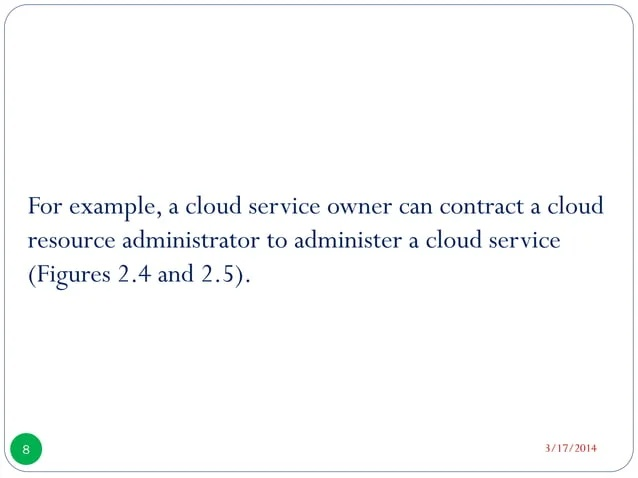 For example, a cloud service owner can contract a cloud
resource administrator to administer a cloud service
(Figures 2.4 and 2.5).
8
3/17/2014